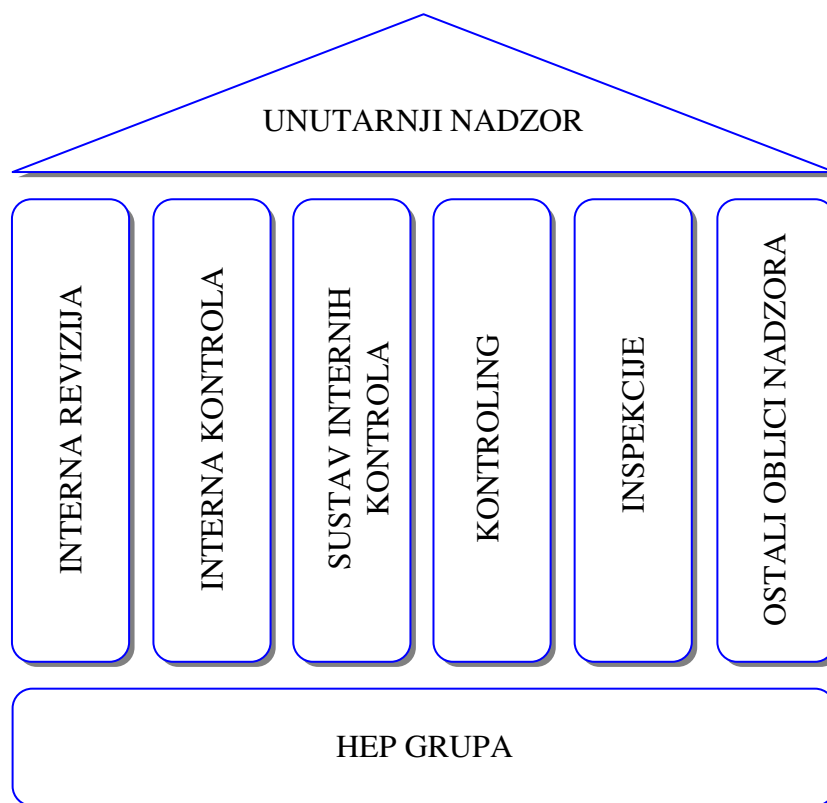 UNUTARNJI NADZOR
INTERNA REVIZIJA
INTERNA KONTROLA
SUSTAV INTERNIH
KONTROLA
KONTROLING
INSPEKCIJE
OSTALI OBLICI NADZORA
HEP GRUPA